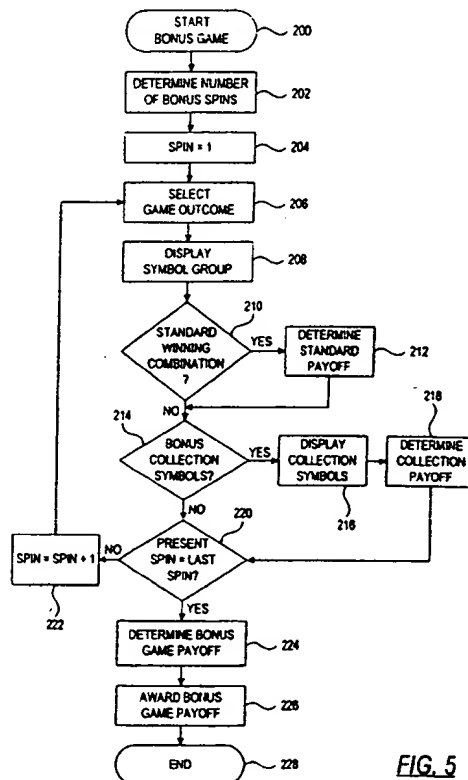 START
BONUS GAME
200
DETERMINE NUMBER
OF BONUS SPINS
202
SPIN = 1
204
SELECT
GAME OUTCOME
206
DISPLAY
SYMBOL GROUP
208
210
STANDARD
WINNING
COMBINATION
?
YES
DETERMINE
STANDARD
PAYOFF
212
NO
214
BONUS
COLLECTION
SYMBOLS?
YES
DISPLAY
COLLECTION
SYMBOLS
216
218
DETERMINE
COLLECTION
PAYOFF
NO
220
PRESENT
SPIN = LAST
SPIN?
NO
SPIN = SPIN + 1
222
YES
DETERMINE BONUS
GAME PAYOFF
224
AWARD BONUS
GAME PAYOFF
226
END
228
FIG. 5